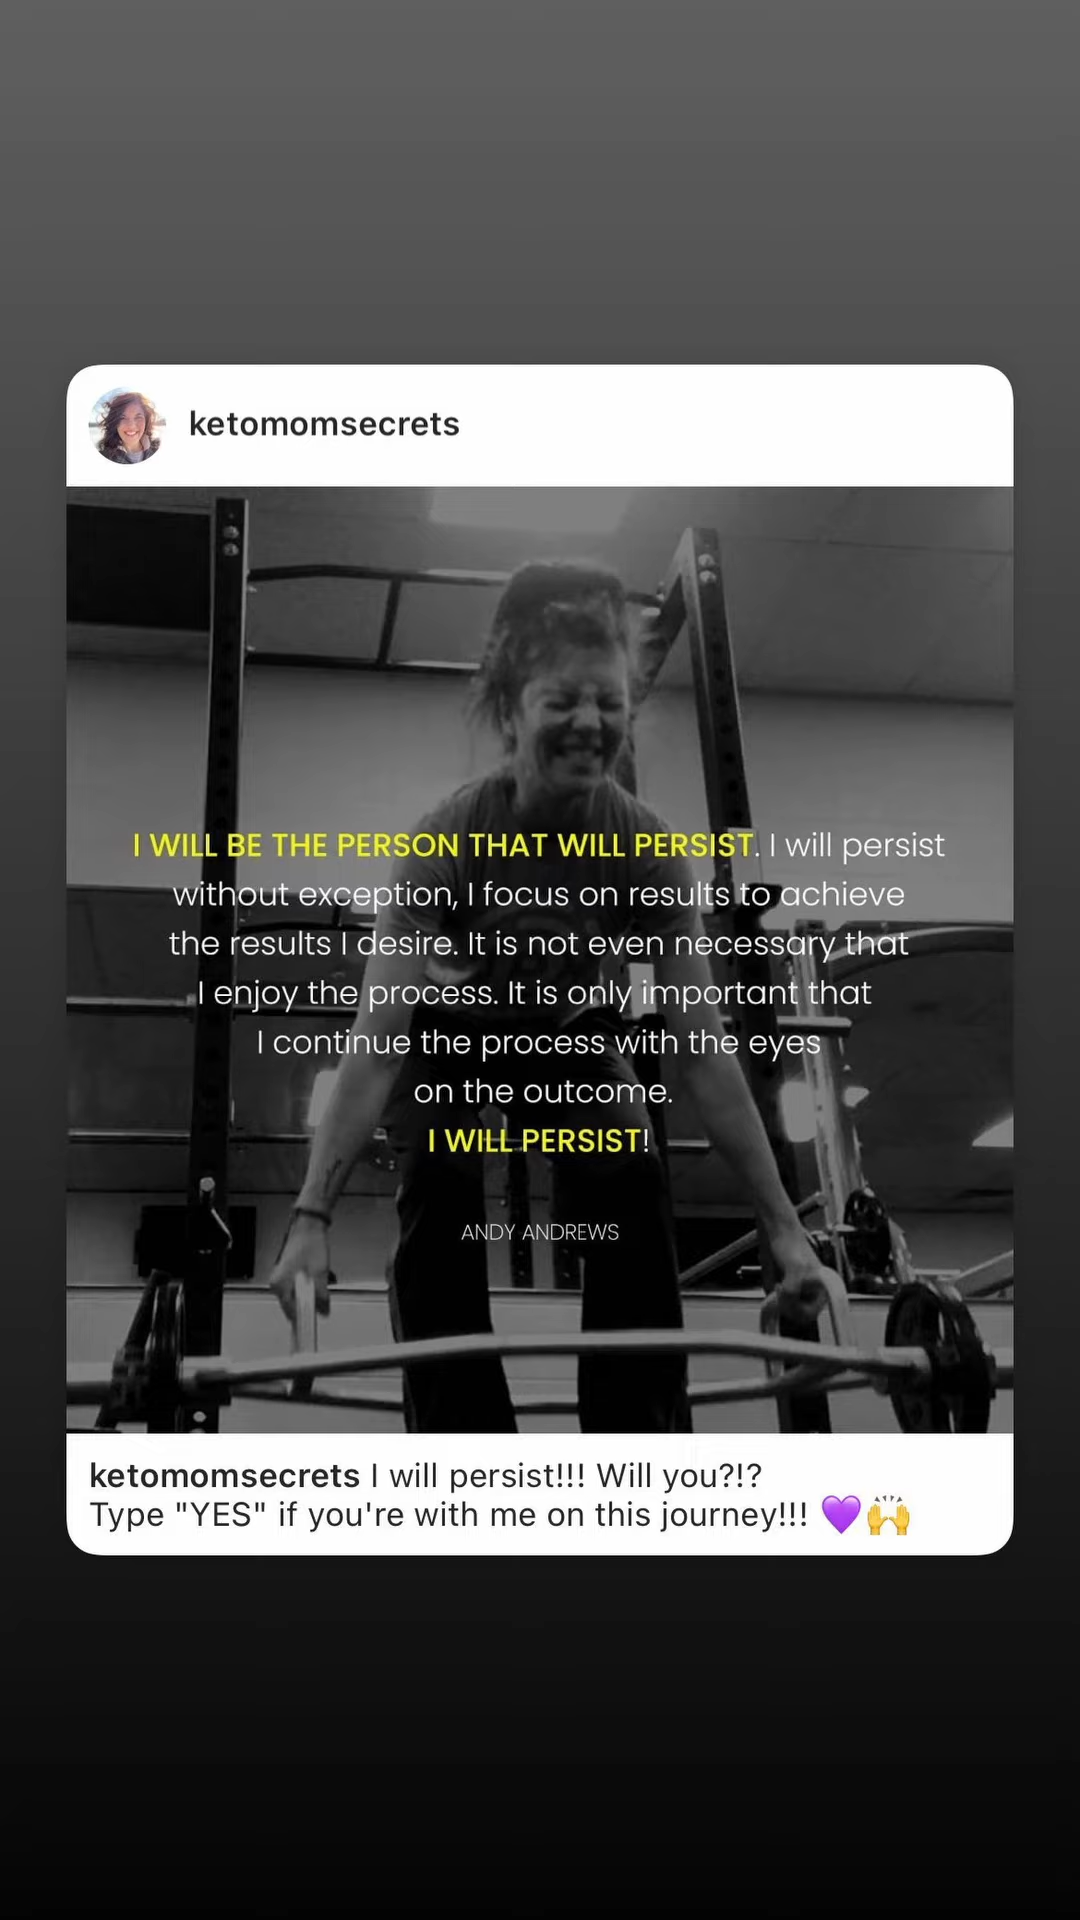 ketomomsecrets
I WILL BE THE PERSON THAT WILL PERSIST. I will persist
without exception, I focus on results to achieve
the results I desire. It is not even necessary that
I enjoy the process. It is only important that
I continue the process with the eyes
on the outcome.
I WILL PERSIST!
ANDY ANDREWS
ketomomsecrets I will persist!!! Will you?!?
Type "YES" if you're with me on this journey!!! 💜🙌